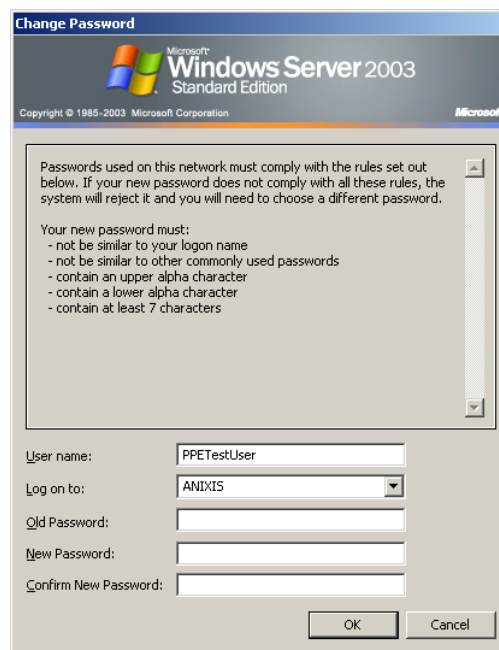 Change Password
Microsoft
Windows Server 2003
Standard Edition
Copyright © 1985-2003 Microsoft Corporation
Microsof
Passwords used on this network must comply with the rules set out
below. If your new password does not comply with all these rules, the
system will reject it and you will need to choose a different password.
Your new password must:
- not be similar to your logon name
- not be similar to other commonly used passwords
- contain an upper alpha character
- contain a lower alpha character
- contain at least 7 characters
User name:
PPETestUser
Log on to:
ANIXIS
Old Password:
New Password:
Confirm New Password:
OK
Cancel